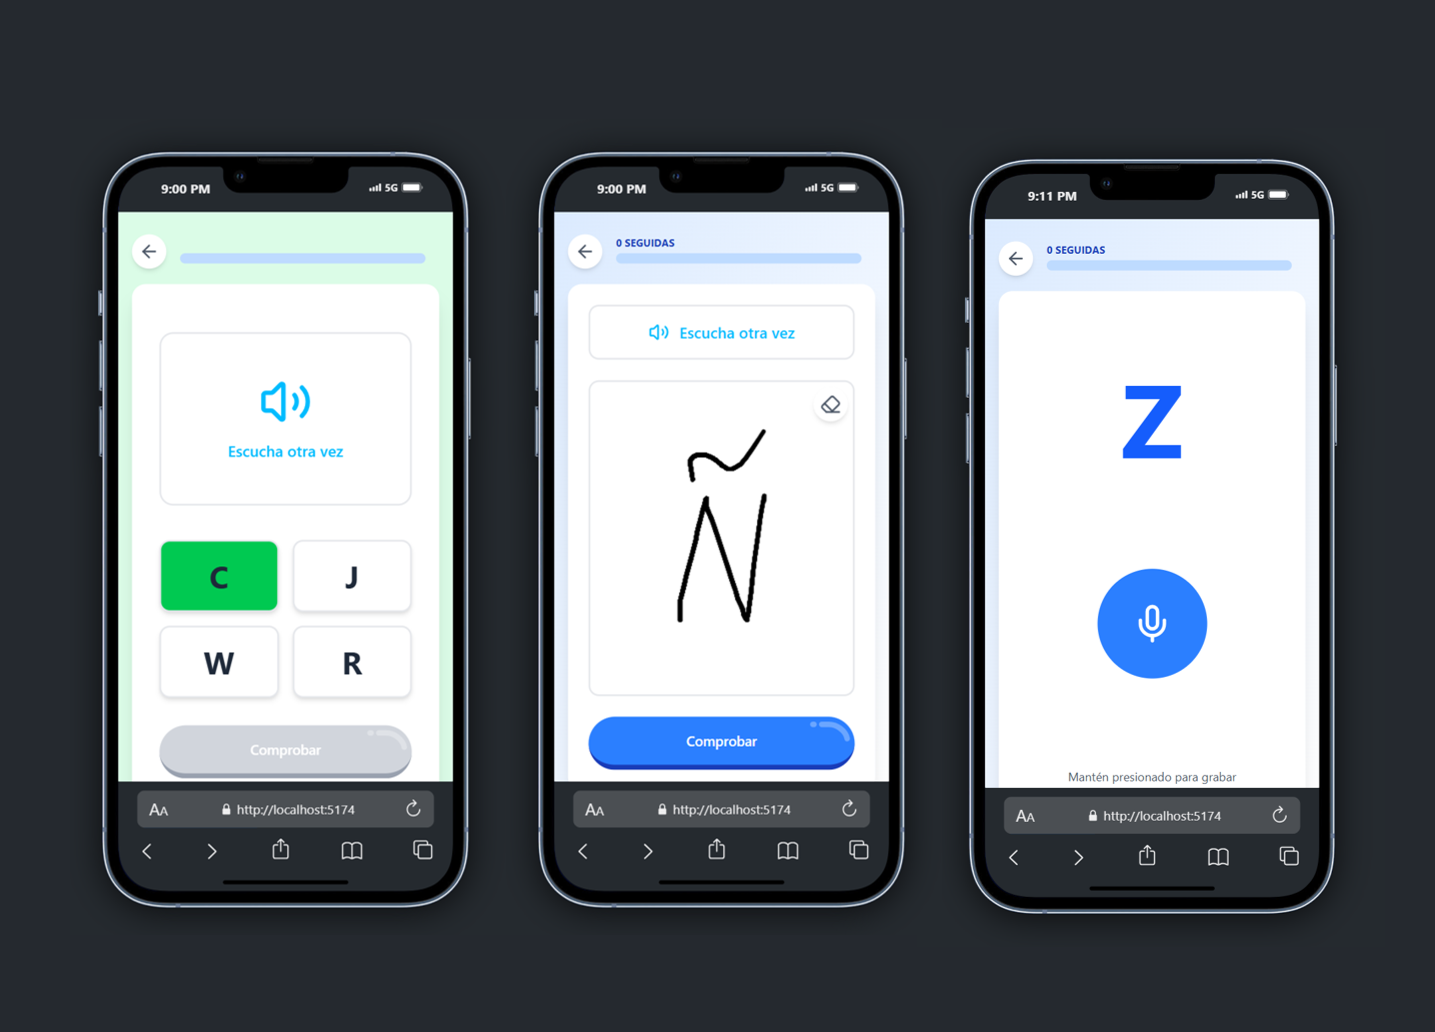 9:00 PM
5G
Escucha otra vez
C
J
W
R
Comprobar
AA
http://localhost:5174
9:00 PM
5G
0 SEGUIDAS
Escucha otra vez
Ñ
Comprobar
AA
http://localhost:5174
9:11 PM
5G
0 SEGUIDAS
Z
Mantén presionado para grabar
AA
http://localhost:5174